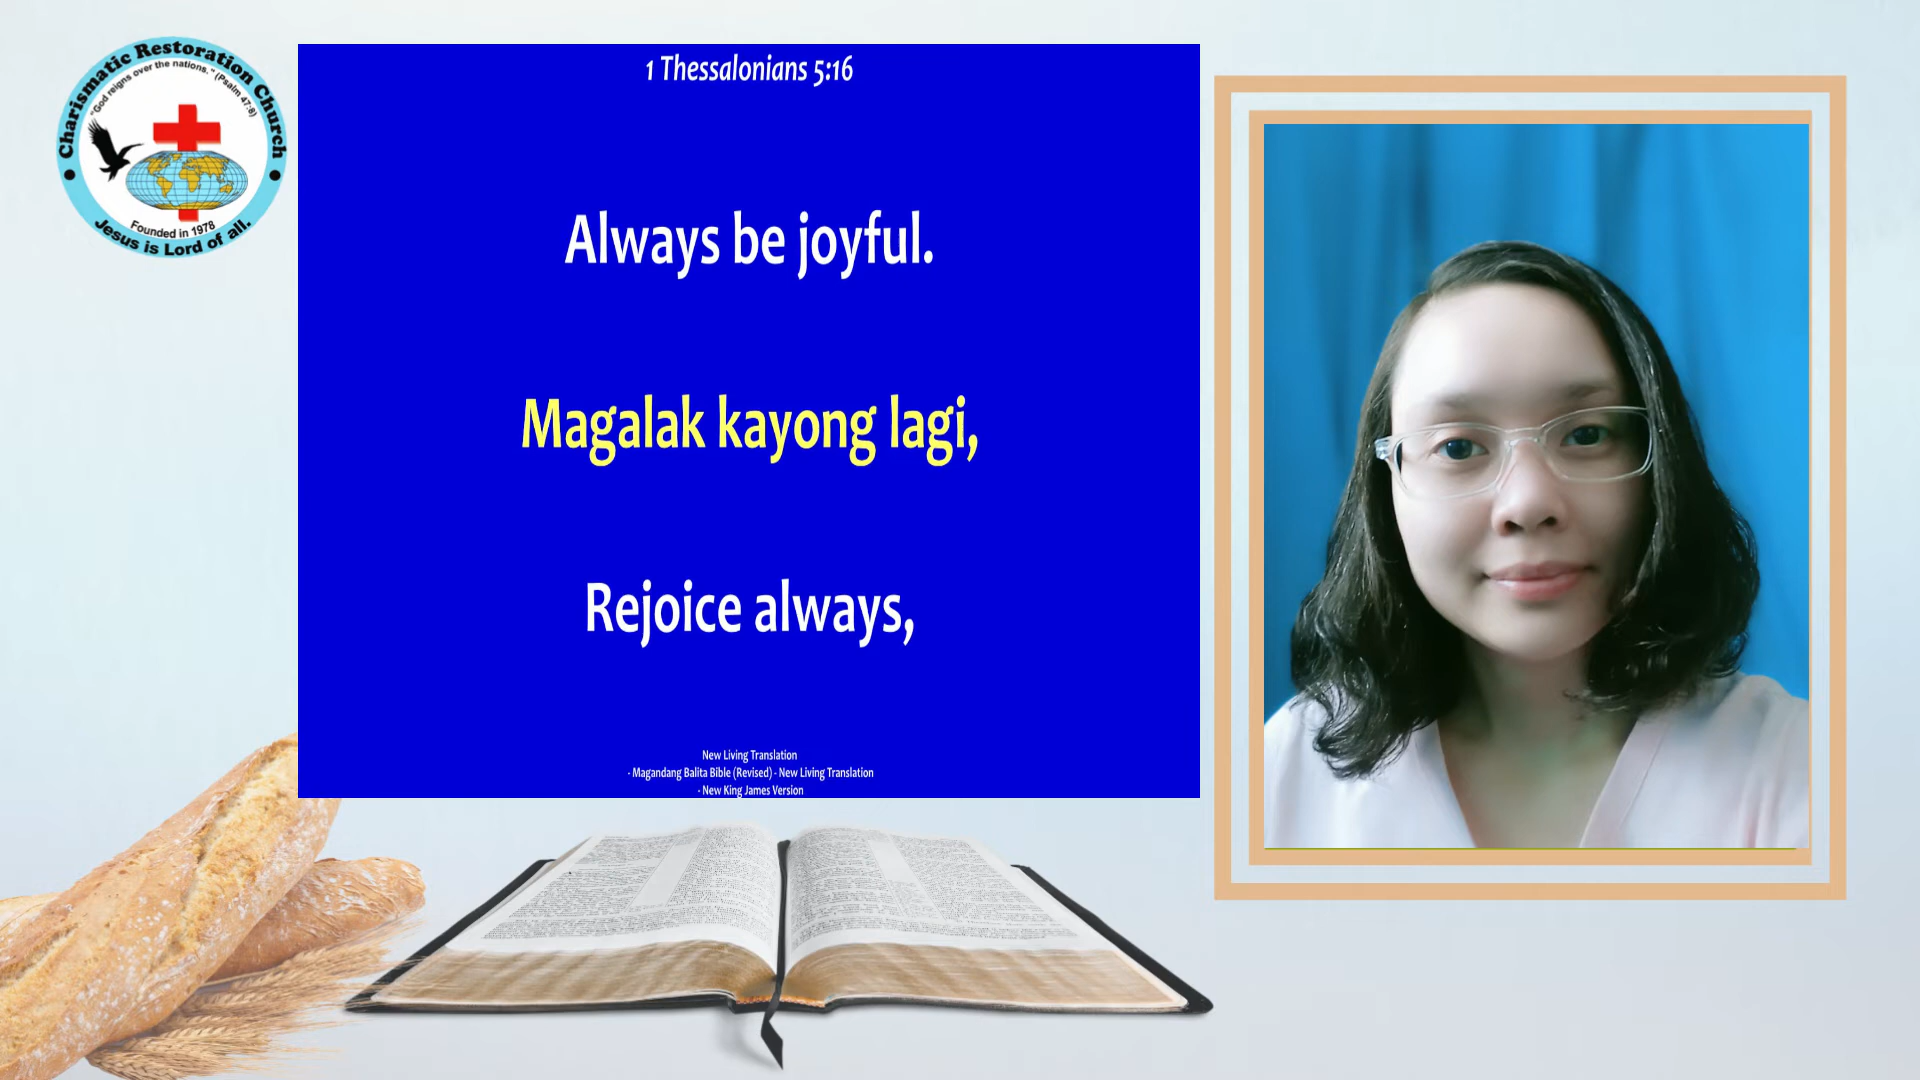 Charismatic Restoration Church
"God reigns over the nations." (Psalm 47:8)
Founded in 1978
Jesus is Lord of all.
1 Thessalonians 5:16
Always be joyful.
Magalak kayong lagi,
Rejoice always,
New Living Translation
- Magandang Balita Bible (Revised) - New Living Translation
- New King James Version